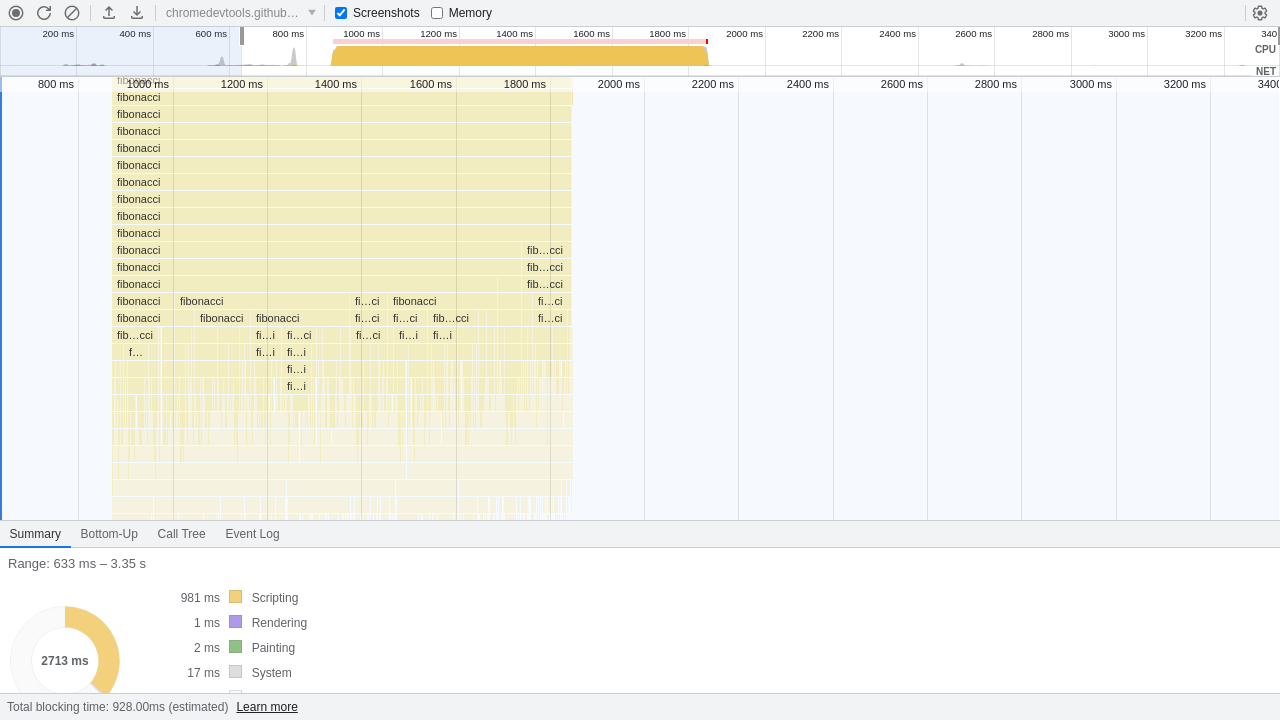 chromedevtools.github… Screenshots Memory
200 ms 400 ms 600 ms 800 ms 1000 ms 1200 ms 1400 ms 1600 ms 1800 ms 2000 ms 2200 ms 2400 ms 2600 ms 2800 ms 3000 ms 3200 ms 340
CPU
NET
fibonacci
800 ms 1000 ms 1200 ms 1400 ms 1600 ms 1800 ms 2000 ms 2200 ms 2400 ms 2600 ms 2800 ms 3000 ms 3200 ms 3400
fibonacci
fibonacci
fibonacci
fibonacci
fibonacci
fibonacci
fibonacci
fibonacci
fibonacci
fibonacci fib…cci
fibonacci fib…cci
fibonacci fib…cci
fibonacci fibonacci fi…ci fibonacci fi…ci
fibonacci fibonacci fibonacci fi…ci fi…ci fib…cci fi…ci
fib…cci fi…i fi…ci fi…ci fi…i fi…i
f… fi…i fi…i
fi…i
fi…i
Summary Bottom-Up Call Tree Event Log
Range: 633 ms – 3.35 s
981 ms Scripting
1 ms Rendering
2 ms Painting
17 ms System
2713 ms
Total blocking time: 928.00ms (estimated) Learn more